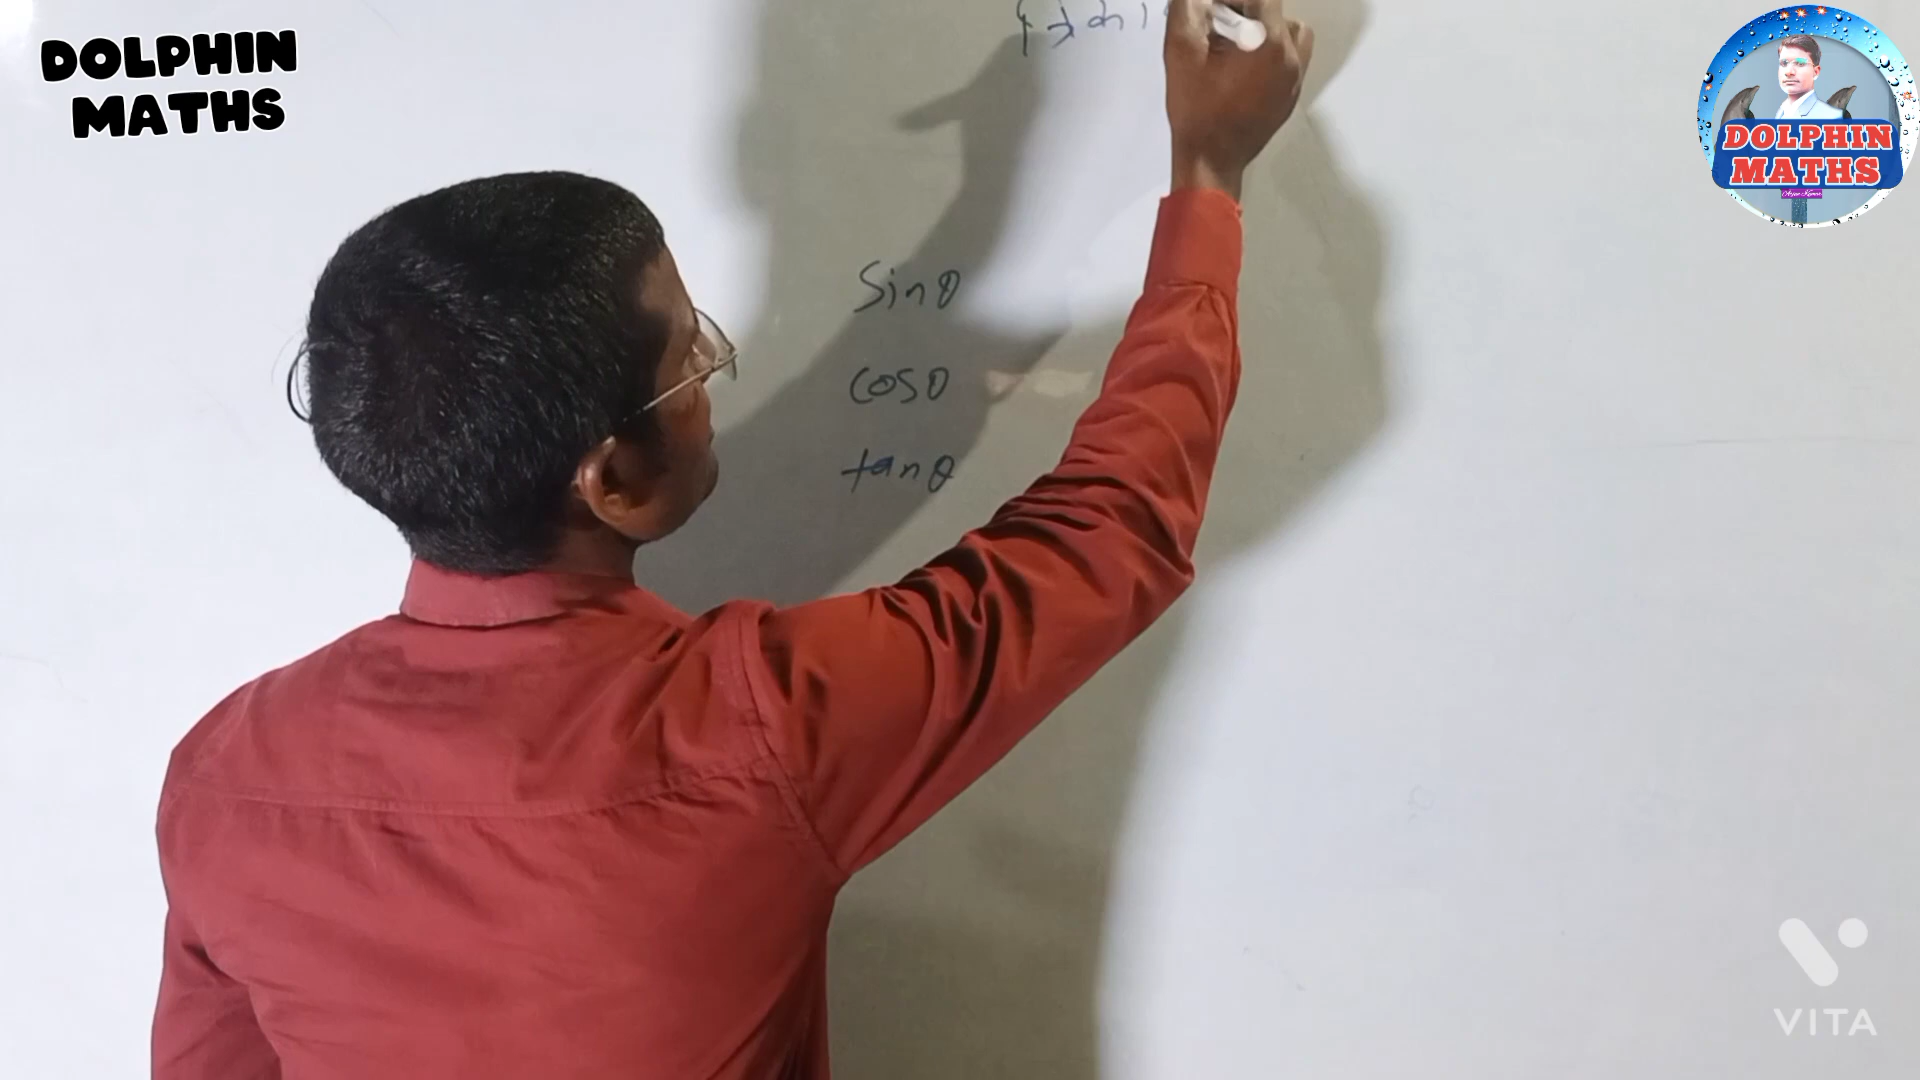 DOLPHIN
MATHS
DOLPHIN
MATHS
Sinθ
cosθ
tanθ
VITA